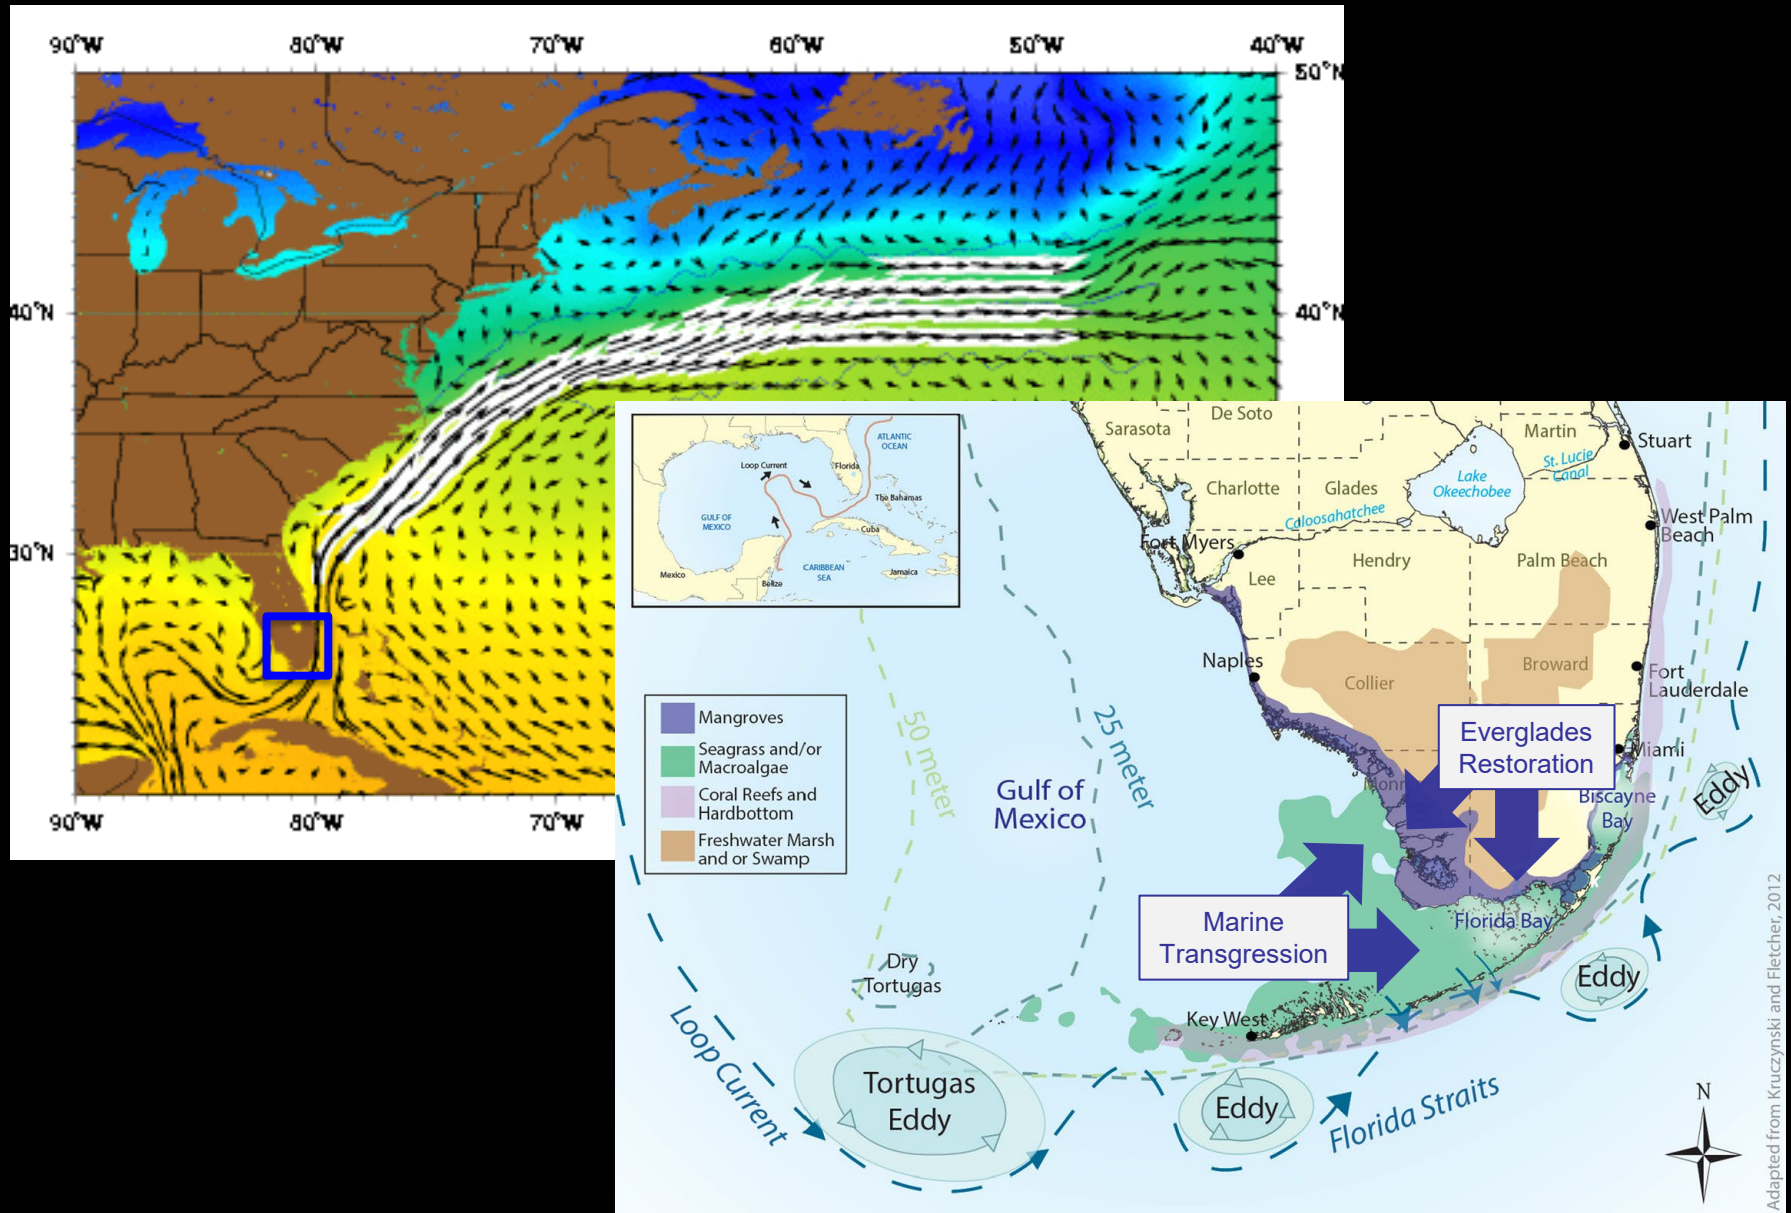 90°W
80°W
70°W
60°W
50°W
40°W
50°N
40°N
40°N
30°N
90°W
80°W
70°W
ATLANTIC
OCEAN
Loop Current
Florida
The Bahamas
GULF OF
MEXICO
Cuba
CARIBBEAN
SEA
Jamaica
Mexico
Belize
Mangroves
Seagrass and/or
Macroalgae
Coral Reefs and
Hardbottom
Freshwater Marsh
and or Swamp
50 meter
25 meter
Gulf of
Mexico
Sarasota
De Soto
Martin
Stuart
St. Lucie
Canal
Charlotte
Glades
Lake
Okeechobee
Caloosahatchee
West Palm
Beach
Fort Myers
Lee
Hendry
Palm Beach
Naples
Collier
Broward
Fort
Lauderdale
Everglades
Restoration
Miami
Monr
Biscayne
Bay
Eddy
Marine
Transgression
Florida Bay
Dry
Tortugas
Key West
Eddy
Loop Current
Tortugas
Eddy
Eddy
Florida Straits
N
Adapted from Kruczynski and Fletcher, 2012